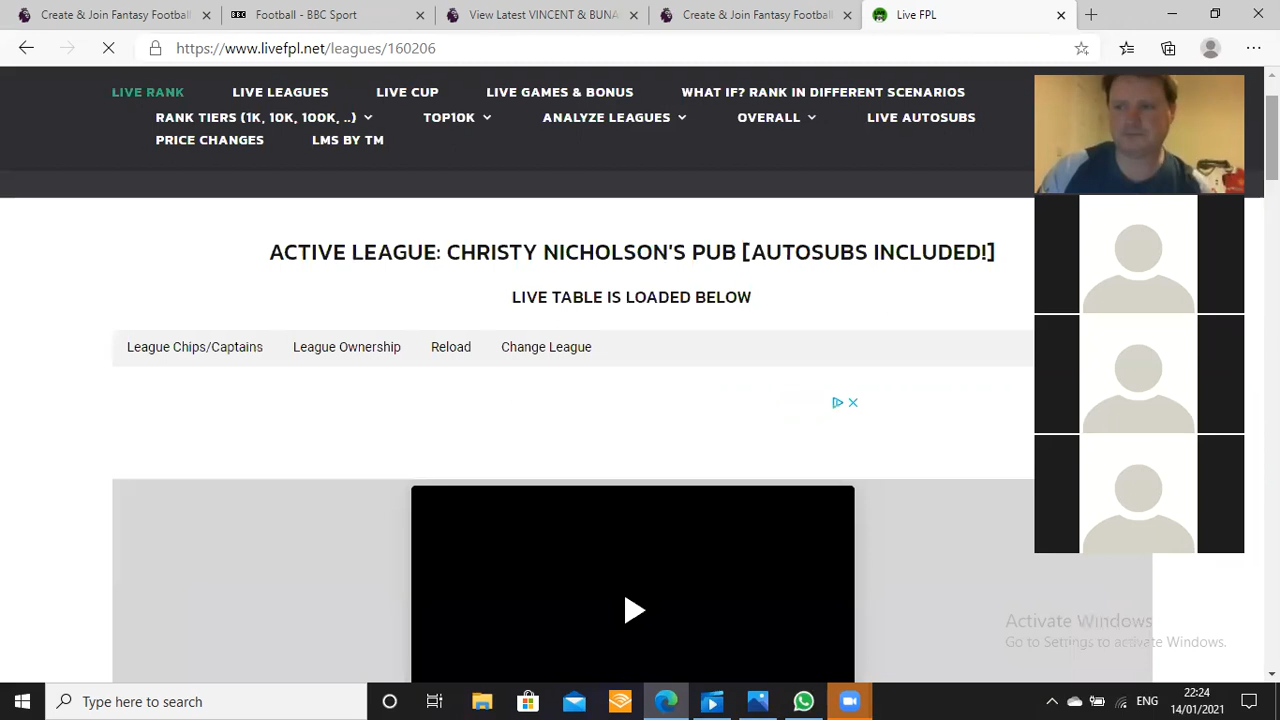 Create & Join Fantasy Football
Football - BBC Sport
View Latest VINCENT & BUNA
Create & Join Fantasy Football
Live FPL
https://www.livefpl.net/leagues/160206
LIVE RANK LIVE LEAGUES LIVE CUP LIVE GAMES & BONUS WHAT IF? RANK IN DIFFERENT SCENARIOS
RANK TIERS (1K, 10K, 100K, ..) TOP10K ANALYZE LEAGUES OVERALL LIVE AUTOSUBS
PRICE CHANGES LMS BY TM
ACTIVE LEAGUE: CHRISTY NICHOLSON'S PUB [AUTOSUBS INCLUDED!]
LIVE TABLE IS LOADED BELOW
League Chips/Captains League Ownership Reload Change League
Activate Windows
Go to Settings to activate Windows.
Type here to search
ENG
22:24
14/01/2021